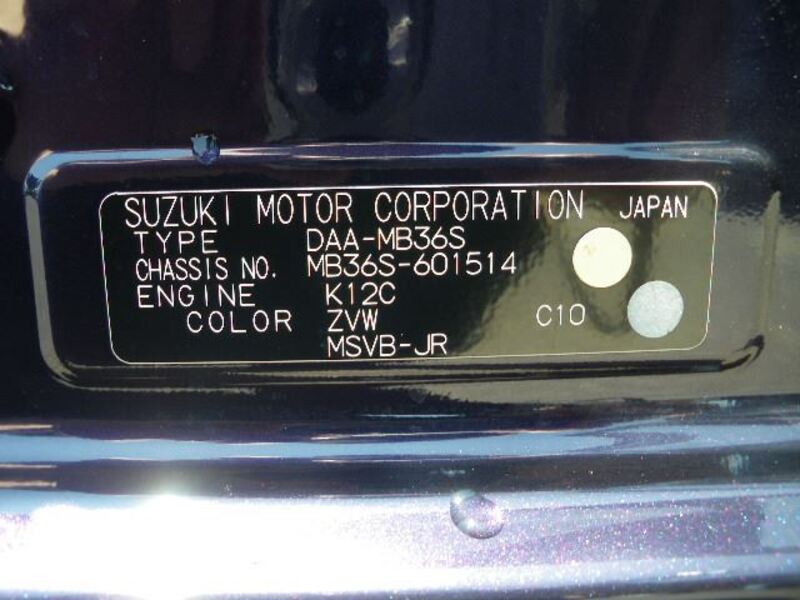 SUZUKI MOTOR CORPORATION JAPAN
TYPE DAA-MB36S
CHASSIS NO. MB36S-601514
ENGINE K12C
COLOR ZVW C10
MSVB-JR